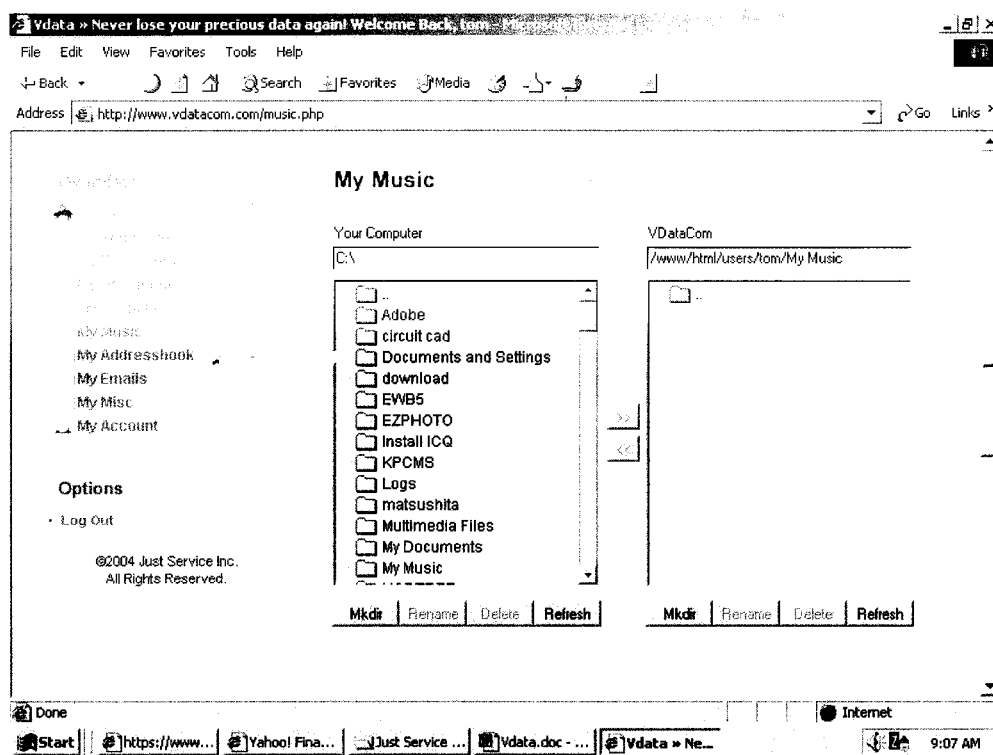 Vdata » Never lose your precious data again! Welcome Back, tom - Microsoft
File Edit View Favorites Tools Help
Back Search Favorites Media
Address http://www.vdatacom.com/music.php Go Links
My Music
Your Computer
C:\
..
Adobe
circuit cad
Documents and Settings
download
EWB5
EZPHOTO
Install ICQ
KPCMS
Logs
matsushita
Multimedia Files
My Documents
My Music
Mkdir Rename Delete Refresh
VDataCom
/www/html/users/tom/My Music
..
>>
<<
Mkdir Rename Delete Refresh
My Music
My Addressbook
My Emails
My Misc
My Account
Options
• Log Out
©2004 Just Service Inc.
All Rights Reserved.
Done Internet
Start https://www... Yahoo! Fina... Just Service ... Vdata.doc - ... Vdata » Ne... 9:07 AM